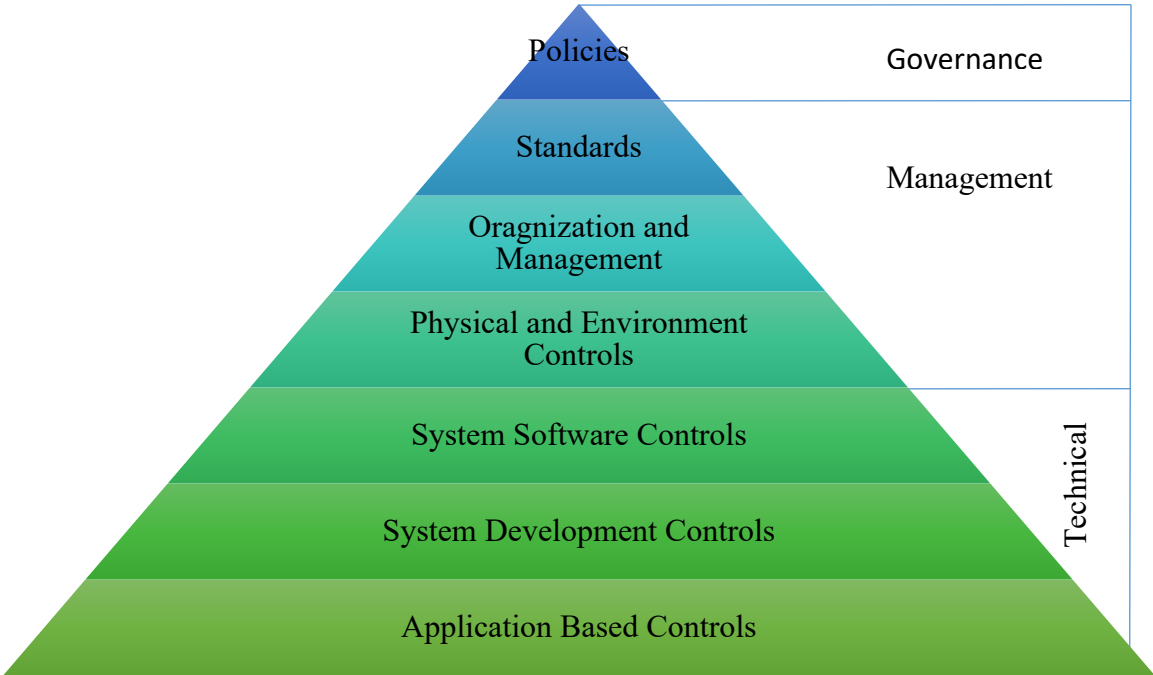 Policies
Governance
Standards
Management
Oragnization and
Management
Physical and Environment
Controls
System Software Controls
Technical
System Development Controls
Application Based Controls